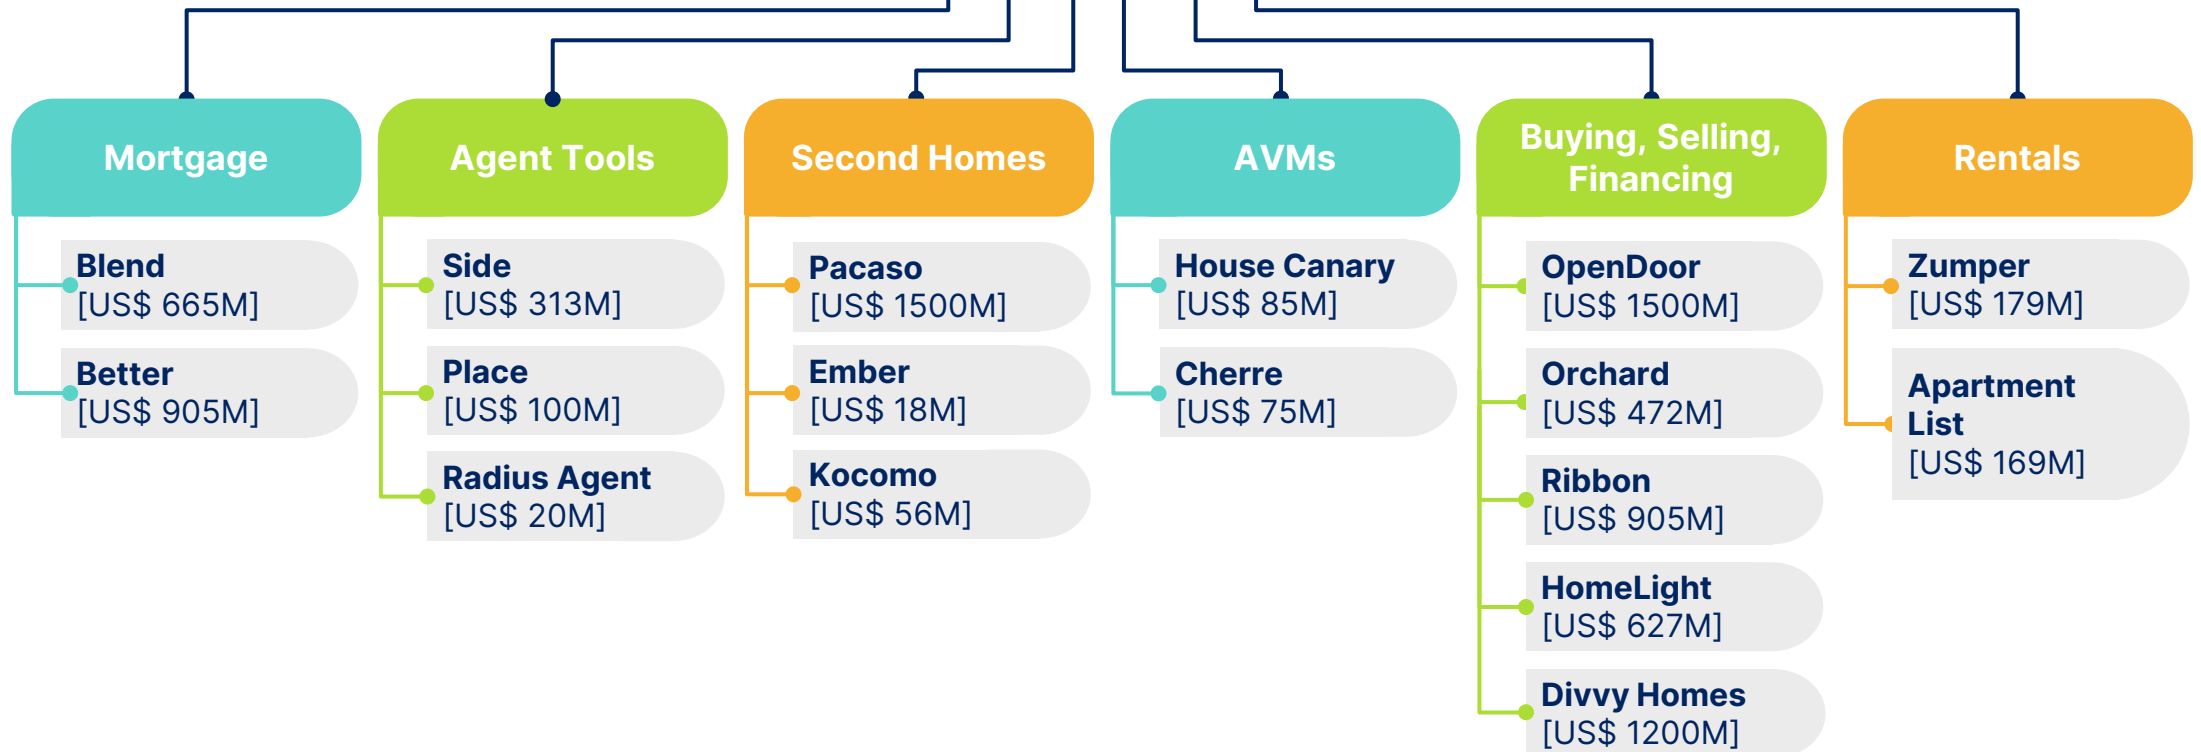 Mortgage
Blend
[US$ 665M]
Better
[US$ 905M]
Agent Tools
Side
[US$ 313M]
Place
[US$ 100M]
Radius Agent
[US$ 20M]
Second Homes
Pacaso
[US$ 1500M]
Ember
[US$ 18M]
Kocomo
[US$ 56M]
AVMs
House Canary
[US$ 85M]
Cherre
[US$ 75M]
Buying, Selling,
Financing
OpenDoor
[US$ 1500M]
Orchard
[US$ 472M]
Ribbon
[US$ 905M]
HomeLight
[US$ 627M]
Divvy Homes
[US$ 1200M]
Rentals
Zumper
[US$ 179M]
Apartment
List
[US$ 169M]